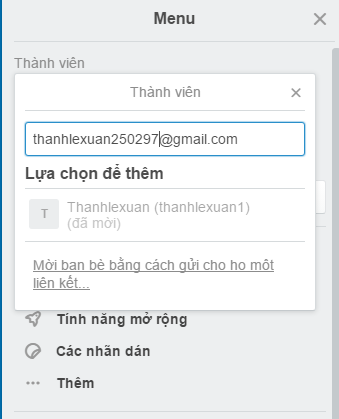 Menu
Thành viên
Thành viên
thanhlexuan250297@gmail.com
Lựa chọn để thêm
T
Thanhlexuan (thanhlexuan1)
(đã mời)
Mời bạn bè bằng cách gửi cho họ một
liên kết...
Tính năng mở rộng
Các nhãn dán
Thêm